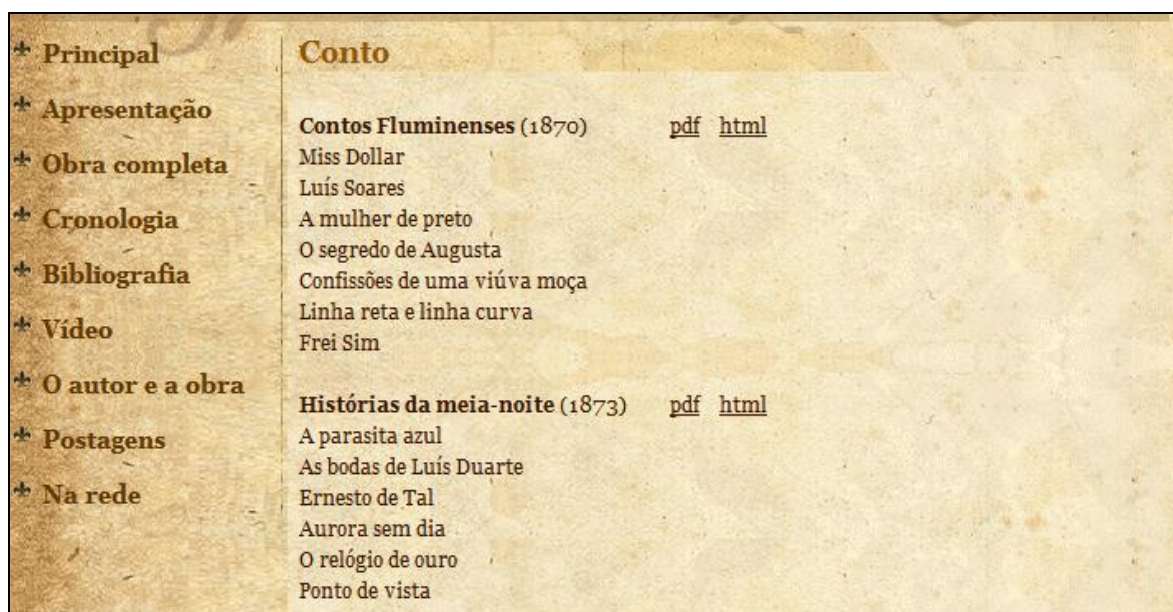 Principal
Apresentação
Obra completa
Cronologia
Bibliografia
Vídeo
O autor e a obra
Postagens
Na rede
Conto
Contos Fluminenses (1870) pdf html
Miss Dollar
Luís Soares
A mulher de preto
O segredo de Augusta
Confissões de uma viúva moça
Linha reta e linha curva
Frei Sim
Histórias da meia-noite (1873) pdf html
A parasita azul
As bodas de Luís Duarte
Ernesto de Tal
Aurora sem dia
O relógio de ouro
Ponto de vista